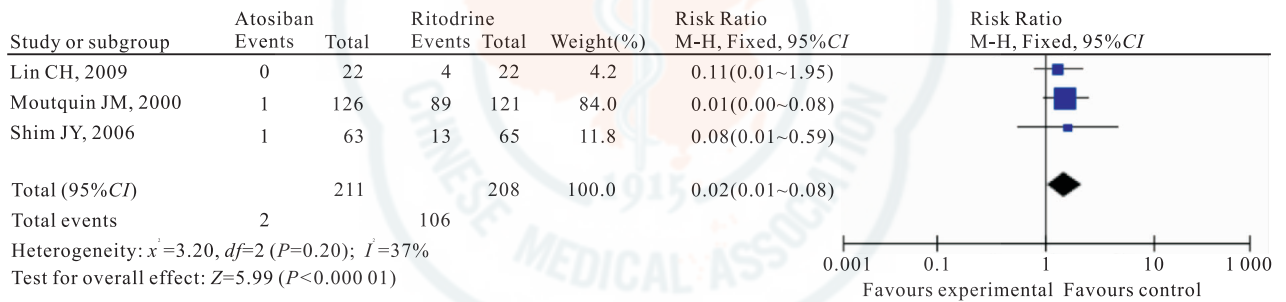 Atosiban Ritodrine Risk Ratio Risk Ratio
Study or subgroup Events Total Events Total Weight(%) M-H, Fixed, 95%CI M-H, Fixed, 95%CI
Lin CH, 2009 0 22 4 22 4.2 0.11(0.01~1.95)
Moutquin JM, 2000 1 126 89 121 84.0 0.01(0.00~0.08)
Shim JY, 2006 1 63 13 65 11.8 0.08(0.01~0.59)
Total (95%CI) 211 208 100.0 0.02(0.01~0.08)
Total events 2 106
Heterogeneity: x²=3.20, df=2 (P=0.20); I²=37%
Test for overall effect: Z=5.99 (P<0.000 01)
0.001 0.1 1 10 1 000
Favours experimental Favours control
CHINESE MEDICAL ASSOCIATION
1915